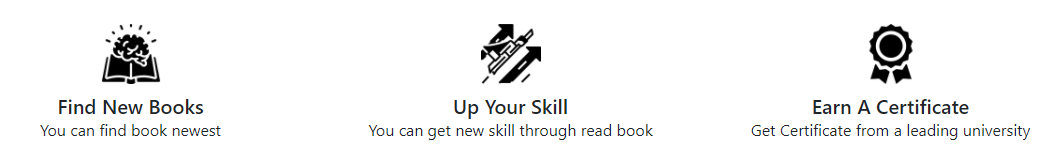 Find New Books
You can find book newest
Up Your Skill
You can get new skill through read book
Earn A Certificate
Get Certificate from a leading university